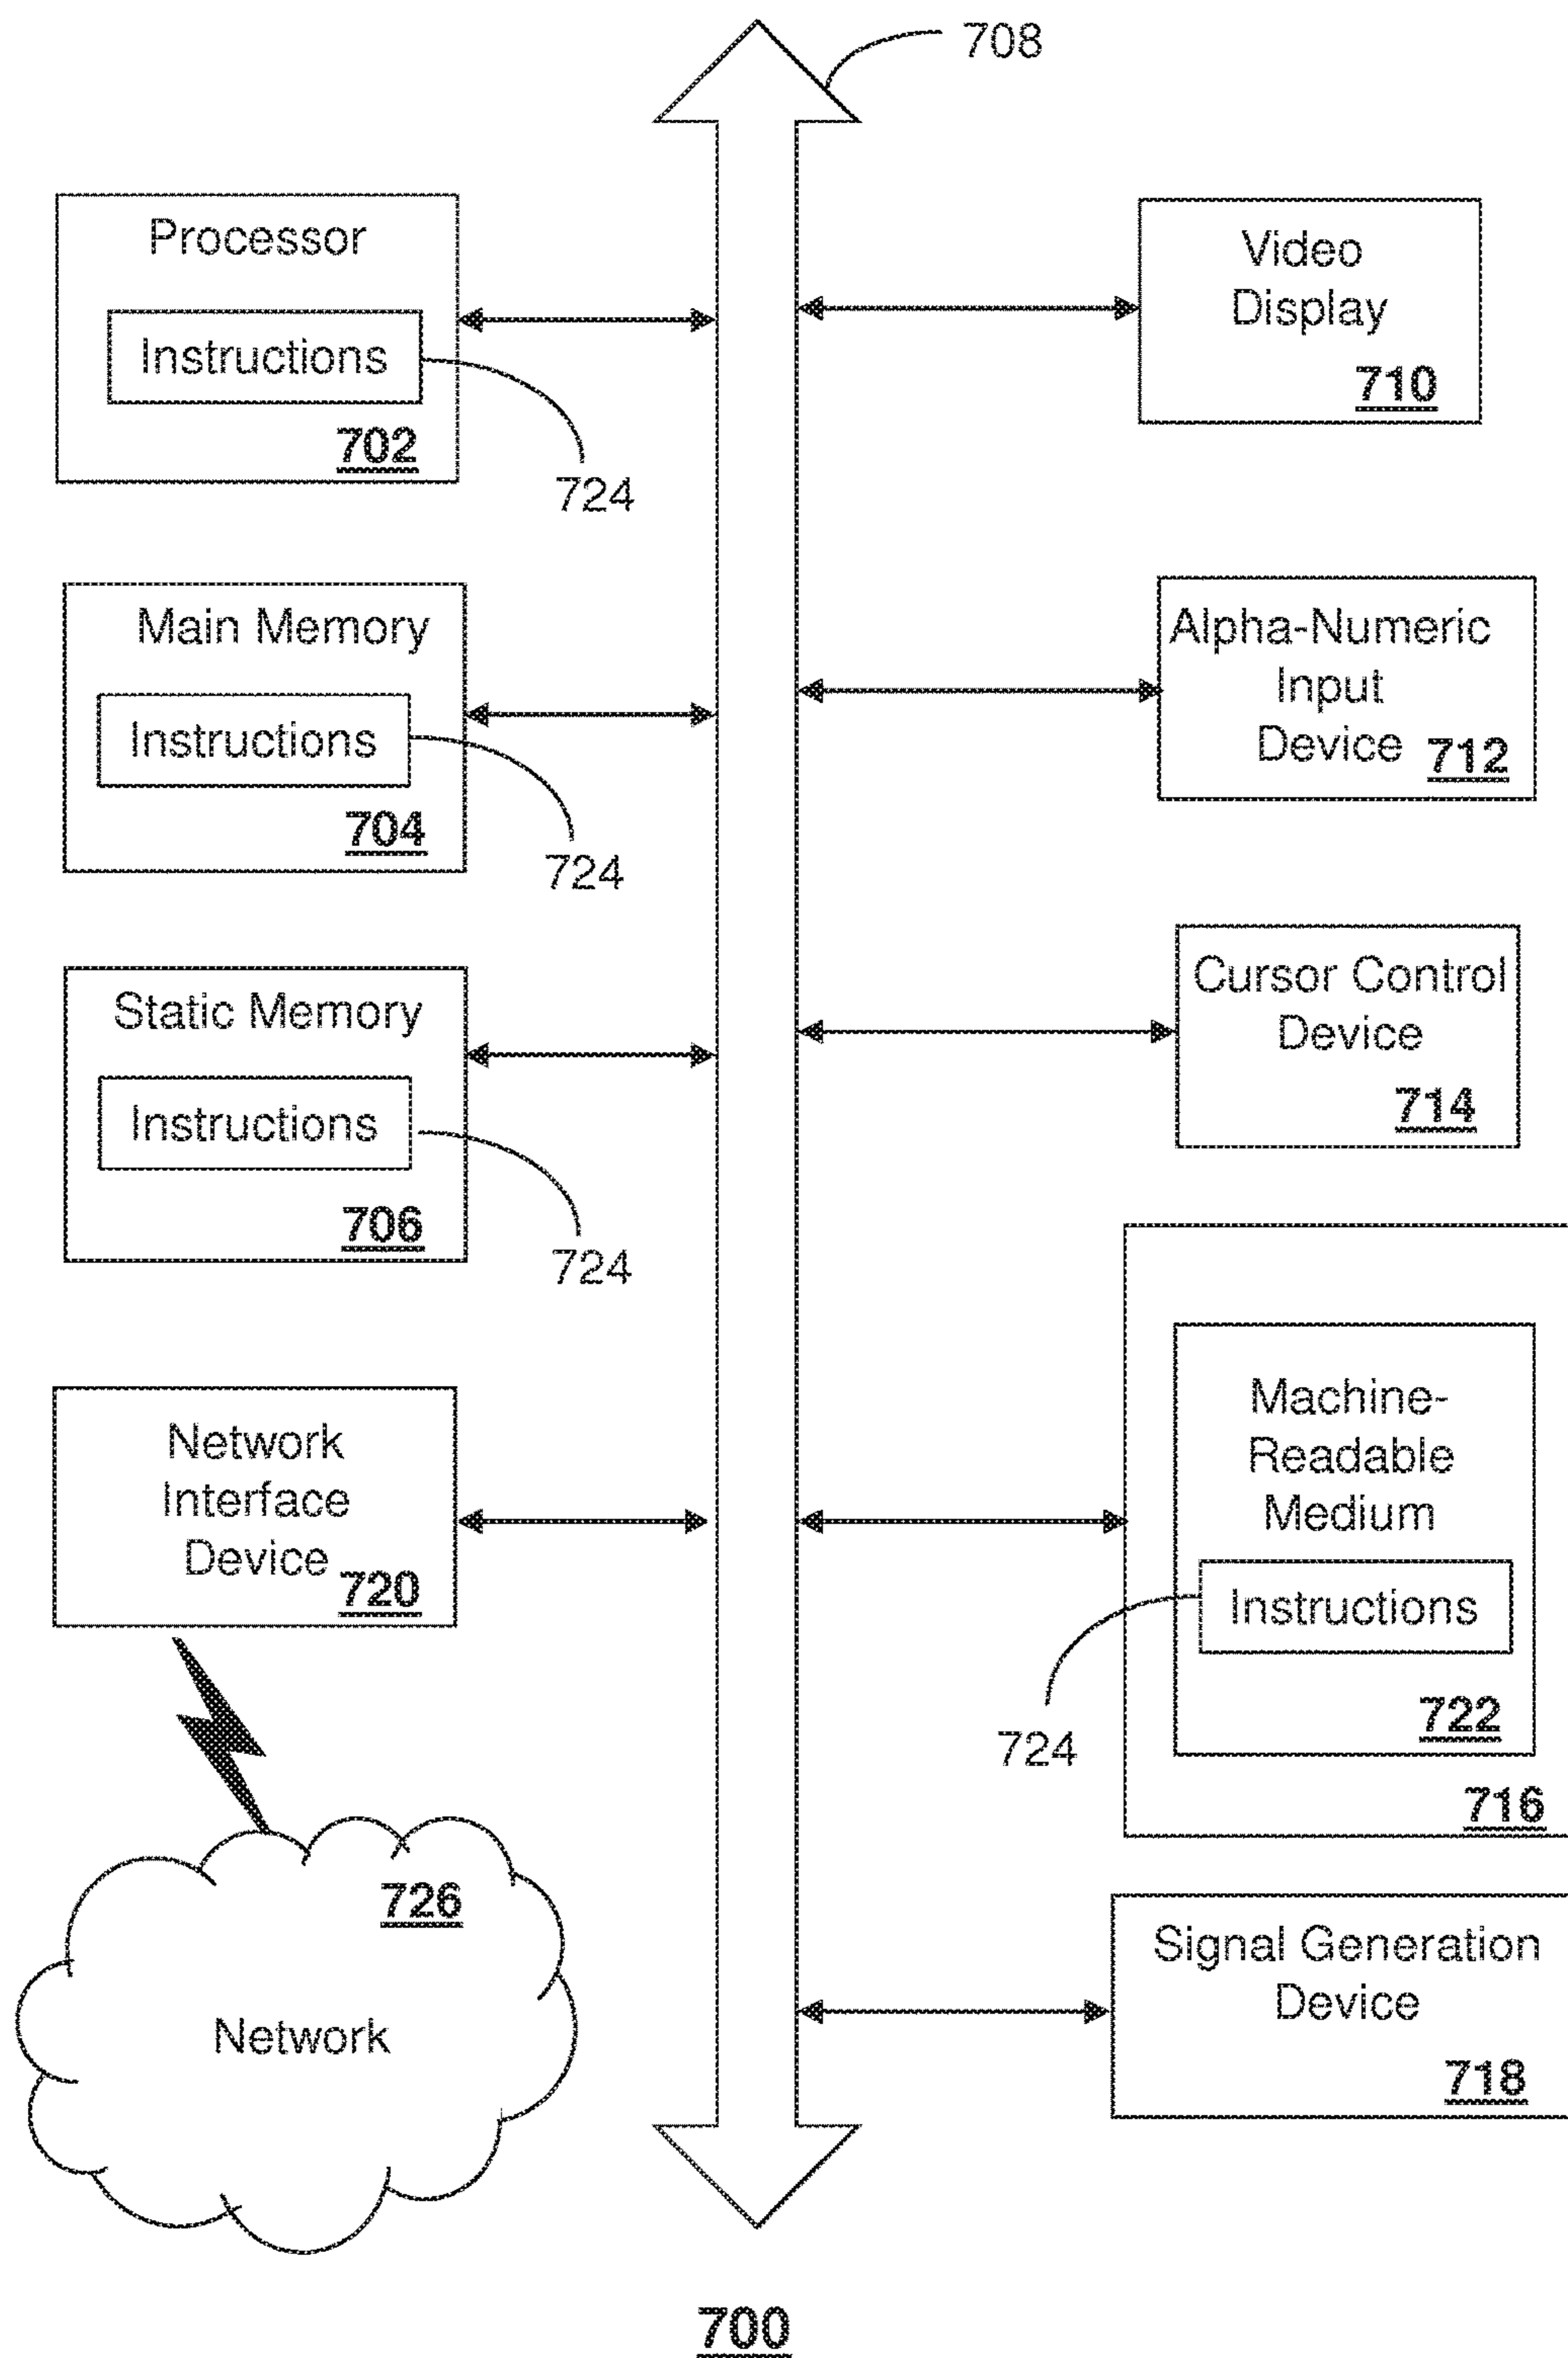 708
Processor
Instructions
702
724
Video
Display
710
Main Memory
Instructions
704
724
Alpha-Numeric
Input
Device 712
Static Memory
Instructions
706
724
Cursor Control
Device
714
Network
Interface
Device
720
Machine-
Readable
Medium
Instructions
722
724
716
726
Network
Signal Generation
Device
718
700